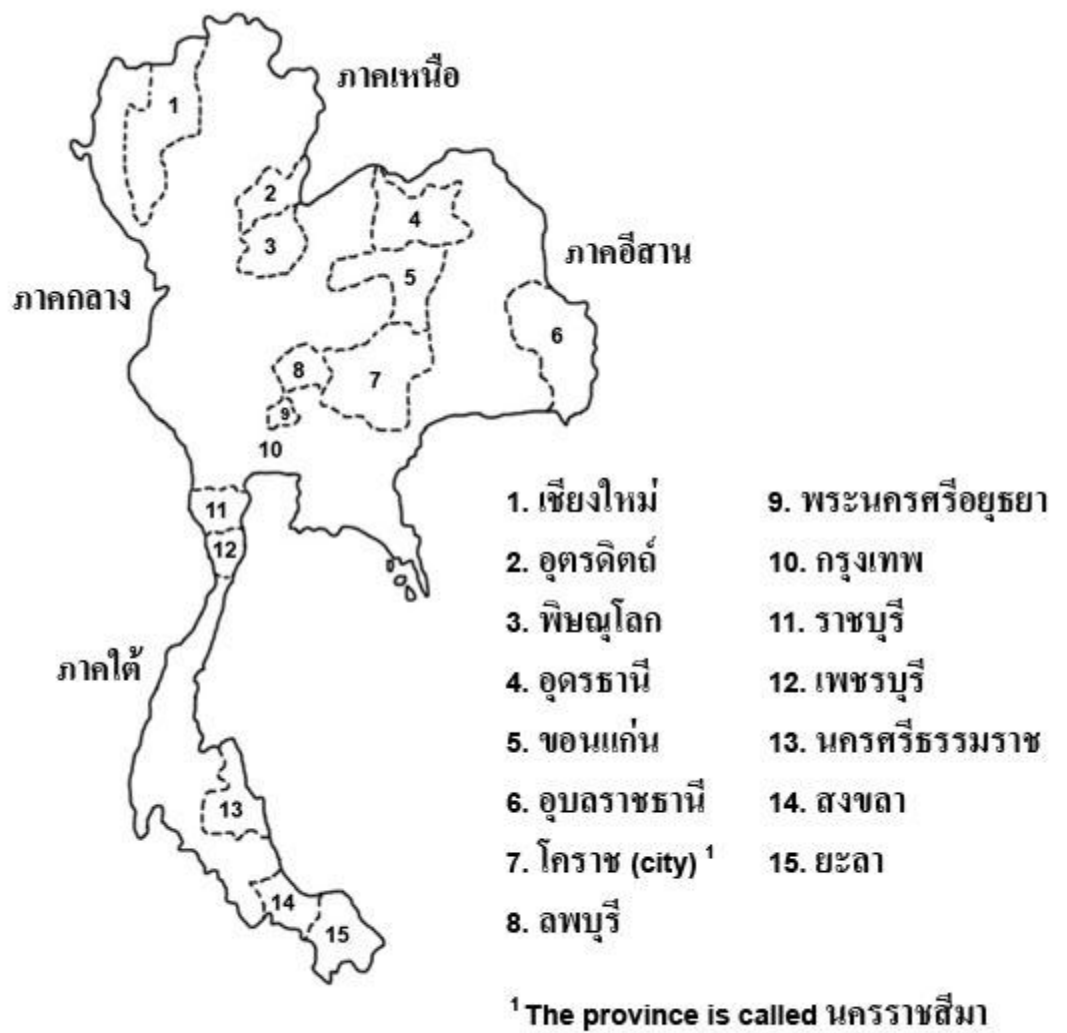 ภาคเหนือ
ภาคอีสาน
ภาคกลาง
ภาคใต้
1
2
3
4
5
6
7
8
9
10
11
12
13
14
15
1. เชียงใหม่
2. อุตรดิตถ์
3. พิษณุโลก
4. อุดรธานี
5. ขอนแก่น
6. อุบลราชธานี
7. โคราช (city) ¹
8. ลพบุรี
9. พระนครศรีอยุธยา
10. กรุงเทพ
11. ราชบุรี
12. เพชรบุรี
13. นครศรีธรรมราช
14. สงขลา
15. ยะลา
¹ The province is called นครราชสีมา